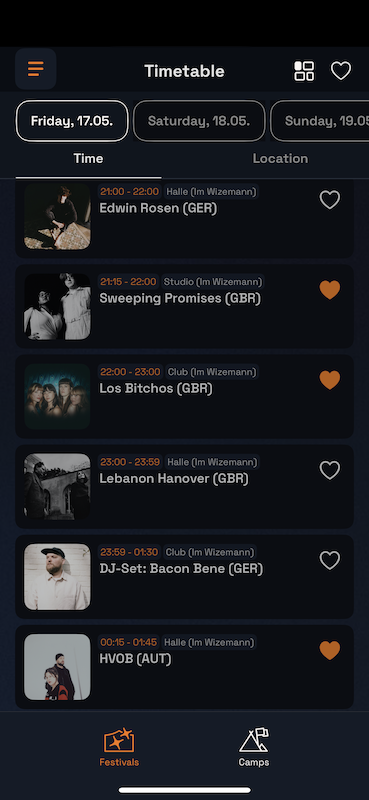 Timetable
Friday, 17.05.
Saturday, 18.05.
Sunday, 19.05
Time
Location
21:00 - 22:00 Halle (Im Wizemann)
Edwin Rosen (GER)
21:15 - 22:00 Studio (Im Wizemann)
Sweeping Promises (GBR)
22:00 - 23:00 Club (Im Wizemann)
Los Bitchos (GBR)
23:00 - 23:59 Halle (Im Wizemann)
Lebanon Hanover (GBR)
23:59 - 01:30 Club (Im Wizemann)
DJ-Set: Bacon Bene (GER)
00:15 - 01:45 Halle (Im Wizemann)
HVOB (AUT)
Festivals
Camps